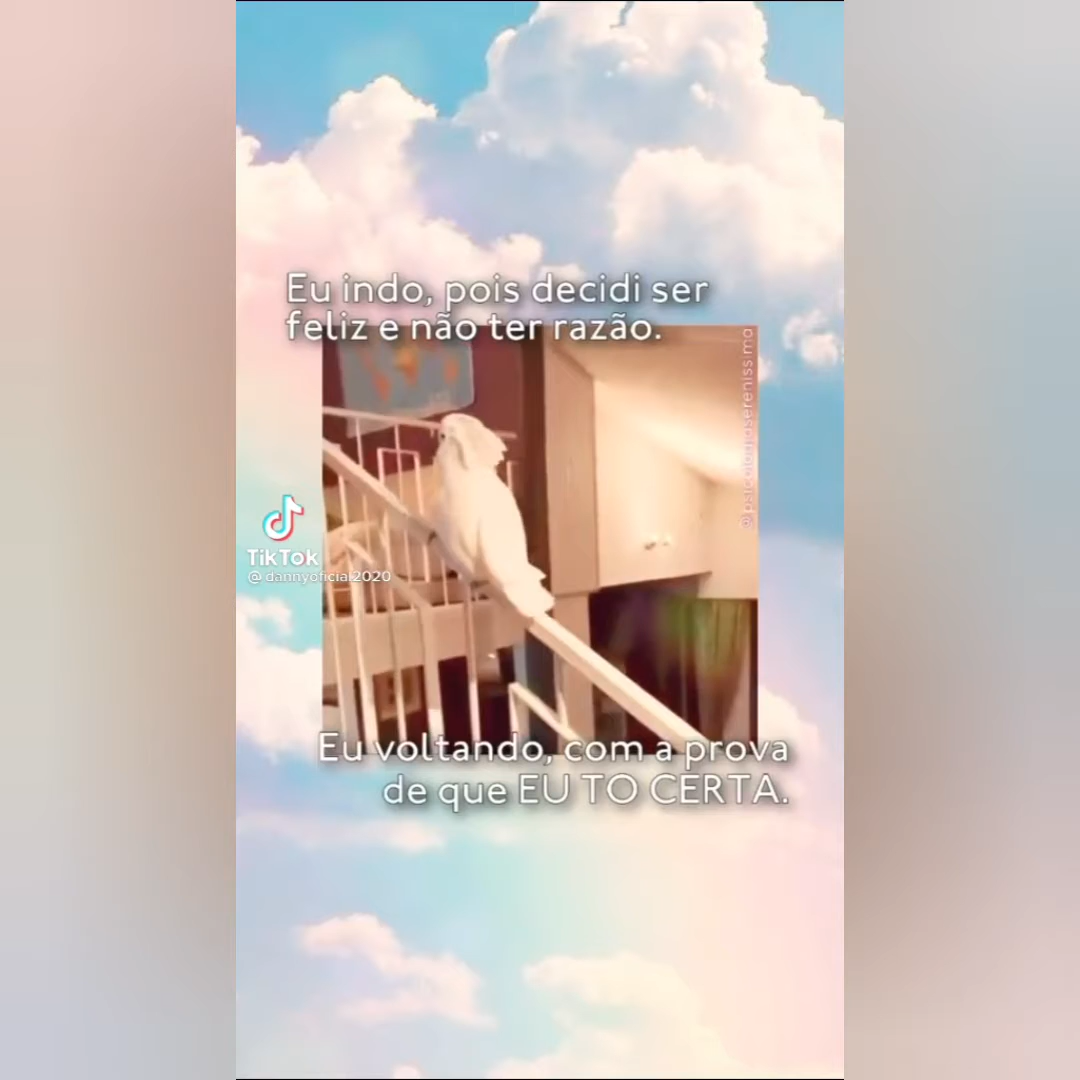 Eu indo, pois decidi ser
feliz e não ter razão.
@psicologiaserenissima
TikTok
@dannyoficial2020
Eu voltando, com a prova
de que EU TO CERTA.